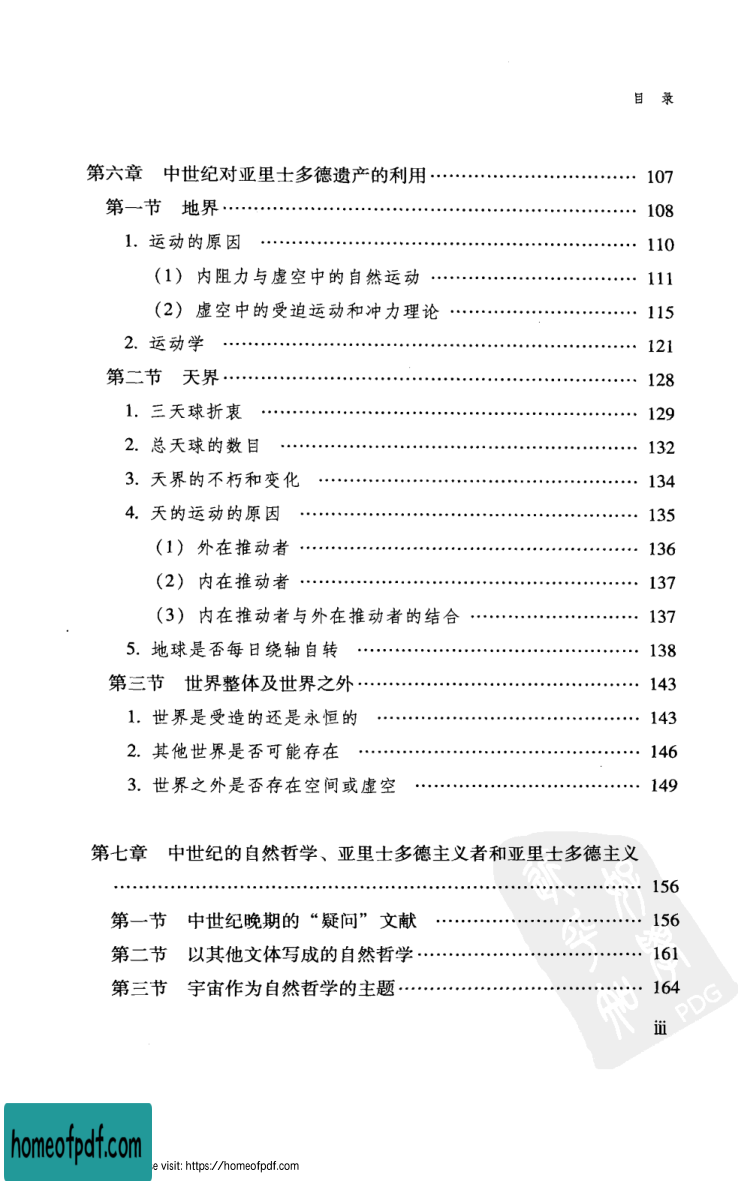 目 录
第六章 中世纪对亚里士多德遗产的利用 …………………………… 107
第一节 地界 …………………………………………………………… 108
1. 运动的原因 ……………………………………………………… 110
（1）内阻力与虚空中的自然运动 …………………………… 111
（2）虚空中的受迫运动和冲力理论 ………………………… 115
2. 运动学 …………………………………………………………… 121
第二节 天界 …………………………………………………………… 128
1. 三天球折衷 ……………………………………………………… 129
2. 总天球的数目 …………………………………………………… 132
3. 天界的不朽和变化 ……………………………………………… 134
4. 天的运动的原因 ………………………………………………… 135
（1）外在推动者 ………………………………………………… 136
（2）内在推动者 ………………………………………………… 137
（3）内在推动者与外在推动者的结合 ……………………… 137
5. 地球是否每日绕轴自转 ………………………………………… 138
第三节 世界整体及世界之外 ………………………………………… 143
1. 世界是受造的还是永恒的 ……………………………………… 143
2. 其他世界是否可能存在 ………………………………………… 146
3. 世界之外是否存在空间或虚空 ………………………………… 149
第七章 中世纪的自然哲学、亚里士多德主义者和亚里士多德主义
………………………………………………………………………… 156
第一节 中世纪晚期的“疑问”文献 ……………………………… 156
第二节 以其他文体写成的自然哲学 ………………………………… 161
第三节 宇宙作为自然哲学的主题 …………………………………… 164
PDG
iii
homeofpdf.com
e visit: https://homeofpdf.com